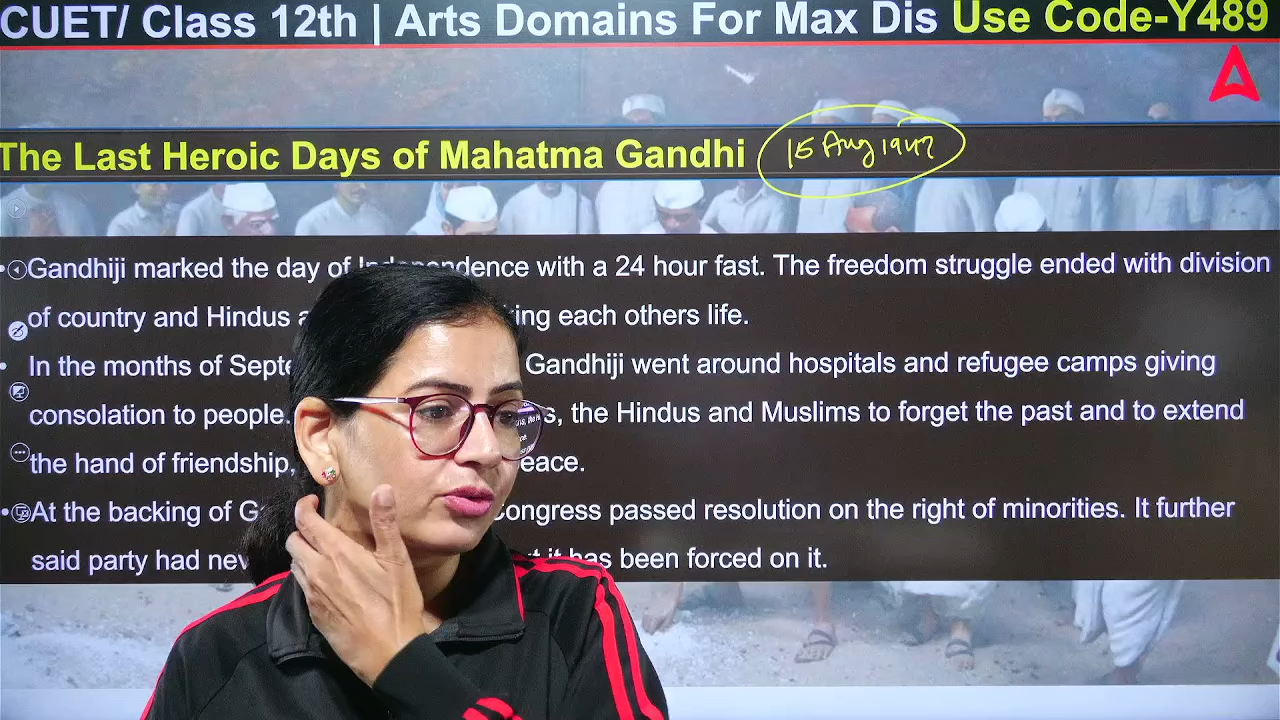 CUET/ Class 12th | Arts Domains For Max Dis Use Code-Y489
The Last Heroic Days of Mahatma Gandhi 15 Aug 1947
• Gandhiji marked the day of Independence with a 24 hour fast. The freedom struggle ended with division
of country and Hindus ing each others life.
• In the months of Gandhiji went around hospitals and refugee camps giving
consolation to people. the Hindus and Muslims to forget the past and to extend
the hand of friendship,
• At the backing of Congress passed resolution on the right of minorities. It further
said party had it has been forced on it.